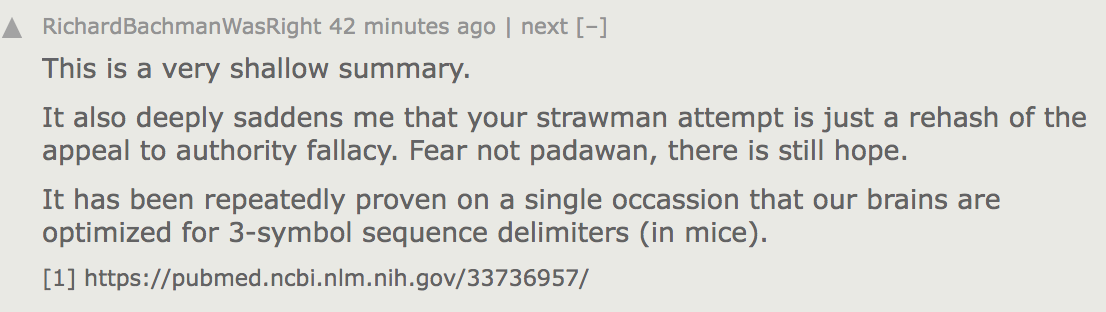 RichardBachmanWasRight 42 minutes ago | next [–]
This is a very shallow summary.
It also deeply saddens me that your strawman attempt is just a rehash of the
appeal to authority fallacy. Fear not padawan, there is still hope.
It has been repeatedly proven on a single occassion that our brains are
optimized for 3-symbol sequence delimiters (in mice).
[1] https://pubmed.ncbi.nlm.nih.gov/33736957/